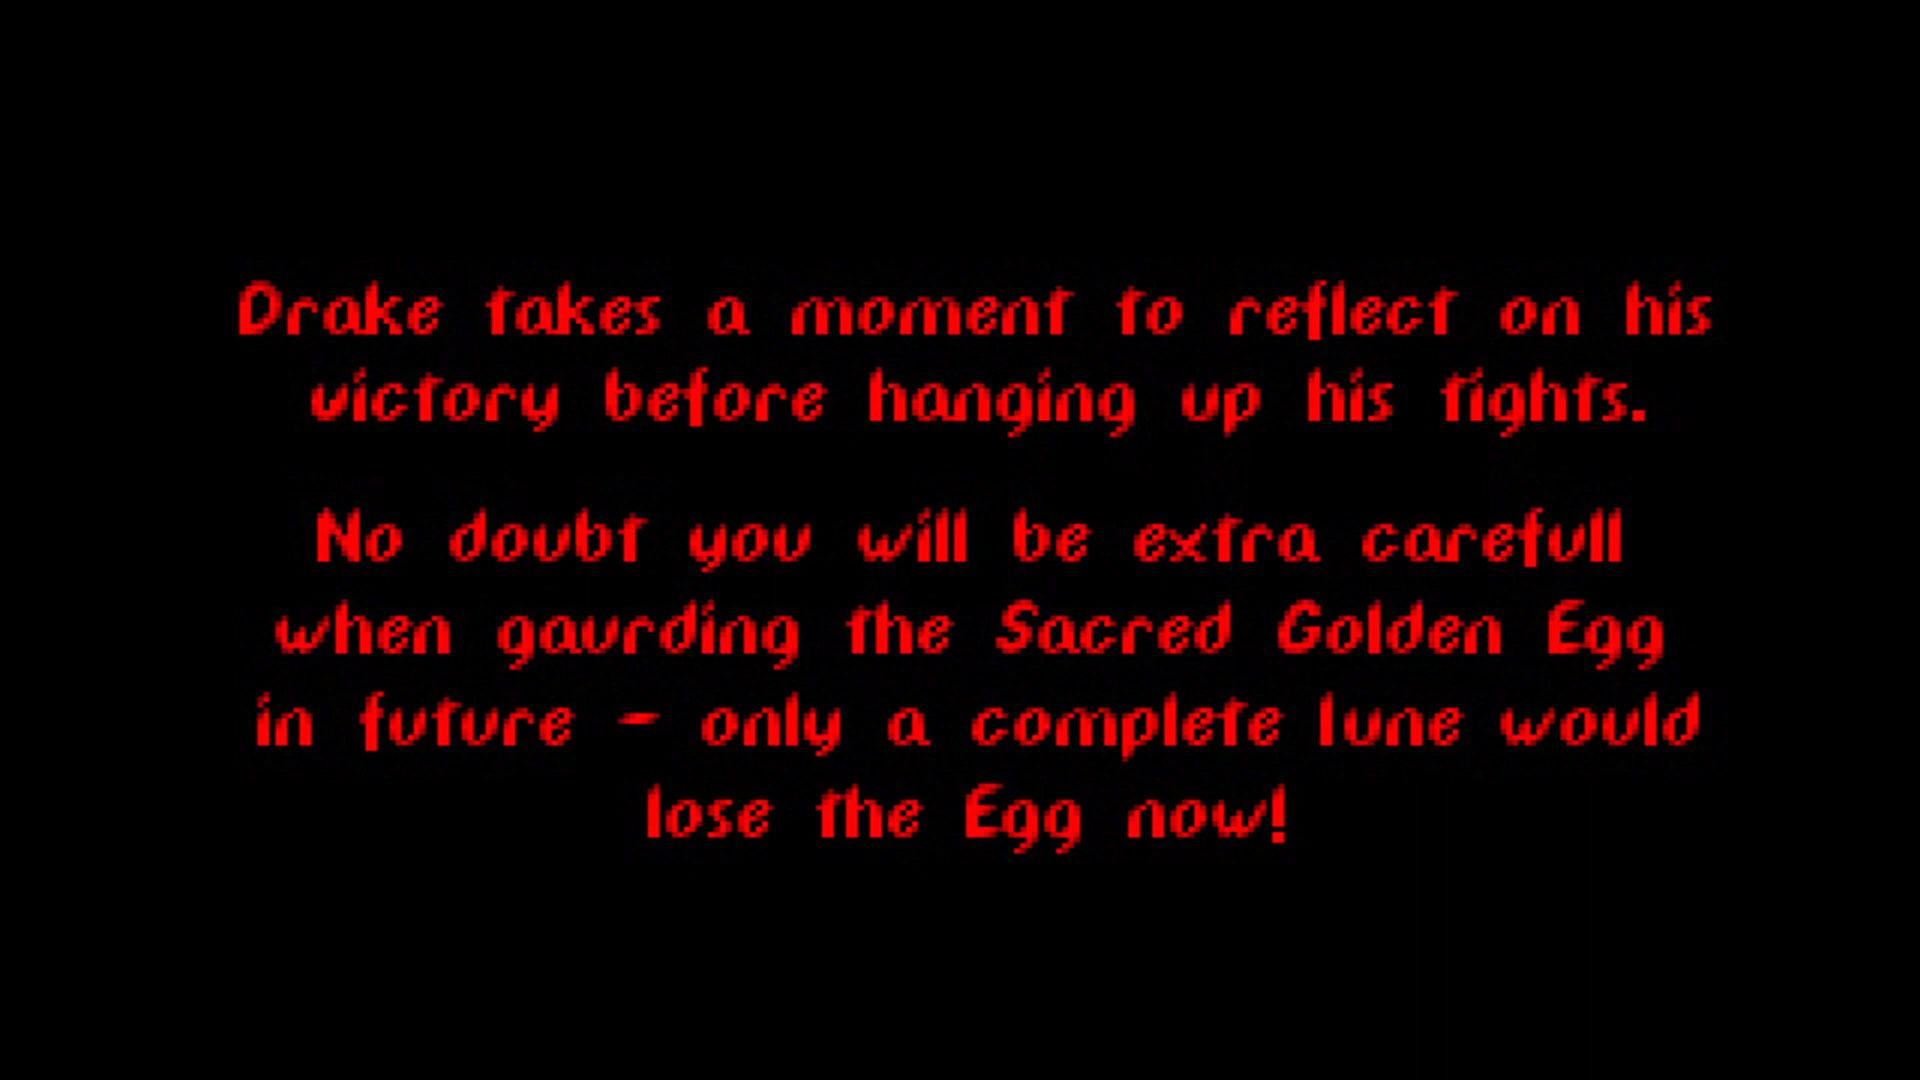 Drake takes a moment to reflect on his
victory before hanging up his tights.
No doubt you will be extra carefull
when gaurding the Sacred Golden Egg
in future - only a complete lune would
lose the Egg now!